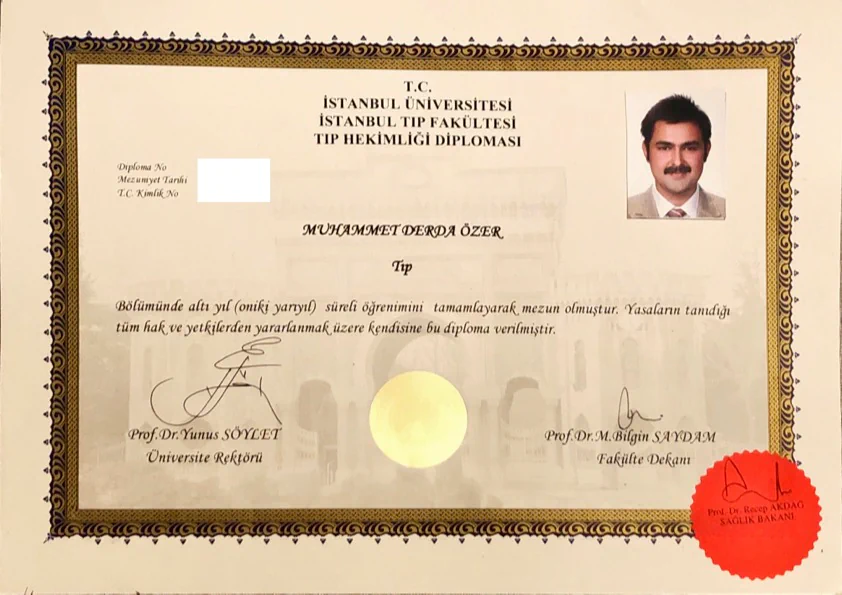 T.C.
İSTANBUL ÜNİVERSİTESİ
İSTANBUL TIP FAKÜLTESİ
TIP HEKİMLİĞİ DİPLOMASI
Diploma No
Mezuniyet Tarihi
T.C. Kimlik No
MUHAMMET DERDA ÖZER
Tıp
Bölümünde altı yıl (oniki yarıyıl) süreli öğrenimini tamamlayarak mezun olmuştur. Yasaların tanıdığı
tüm hak ve yetkilerden yararlanmak üzere kendisine bu diploma verilmiştir.
Prof.Dr.Yunus SÖYLET
Üniversite Rektörü
Prof.Dr.M.Bilgin SAYDAM
Fakülte Dekanı
Prof. Dr. Recep AKDAĞ
SAĞLIK BAKANI